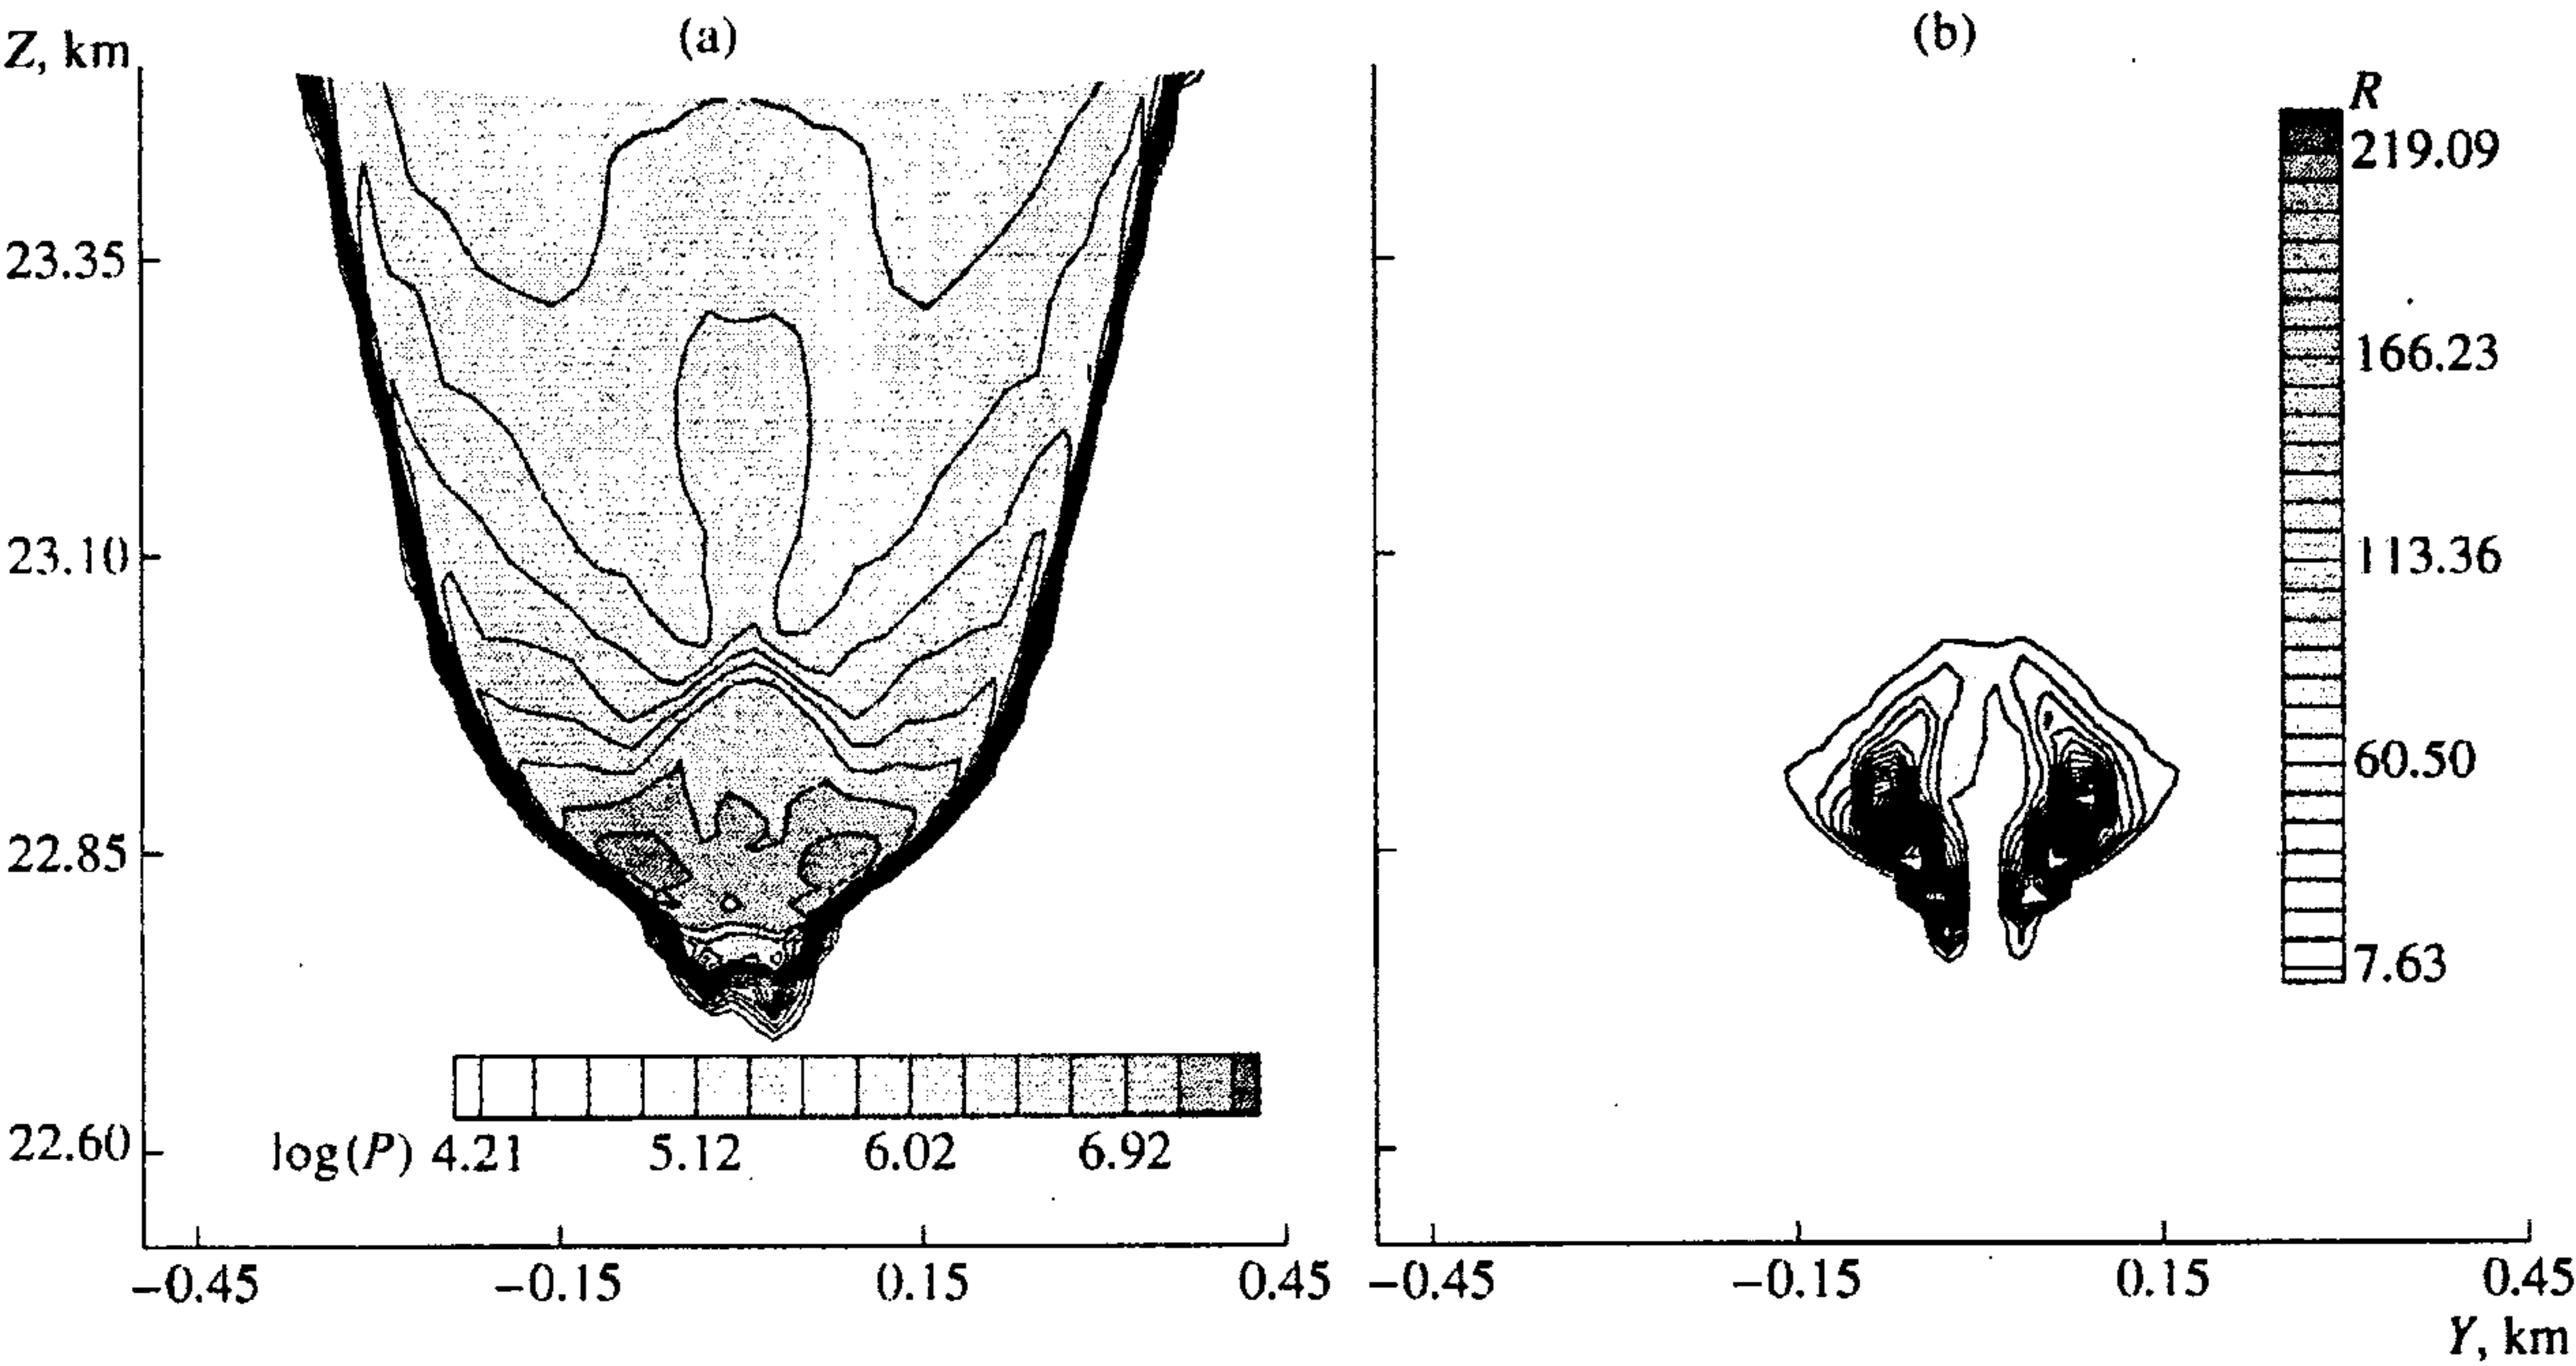 (a)
Z, km
23.35
23.10
22.85
22.60
log(P) 4.21 5.12 6.02 6.92
−0.45 −0.15 0.15 0.45
(b)
R
219.09
166.23
113.36
60.50
7.63
−0.45 −0.15 0.15 0.45
Y, km